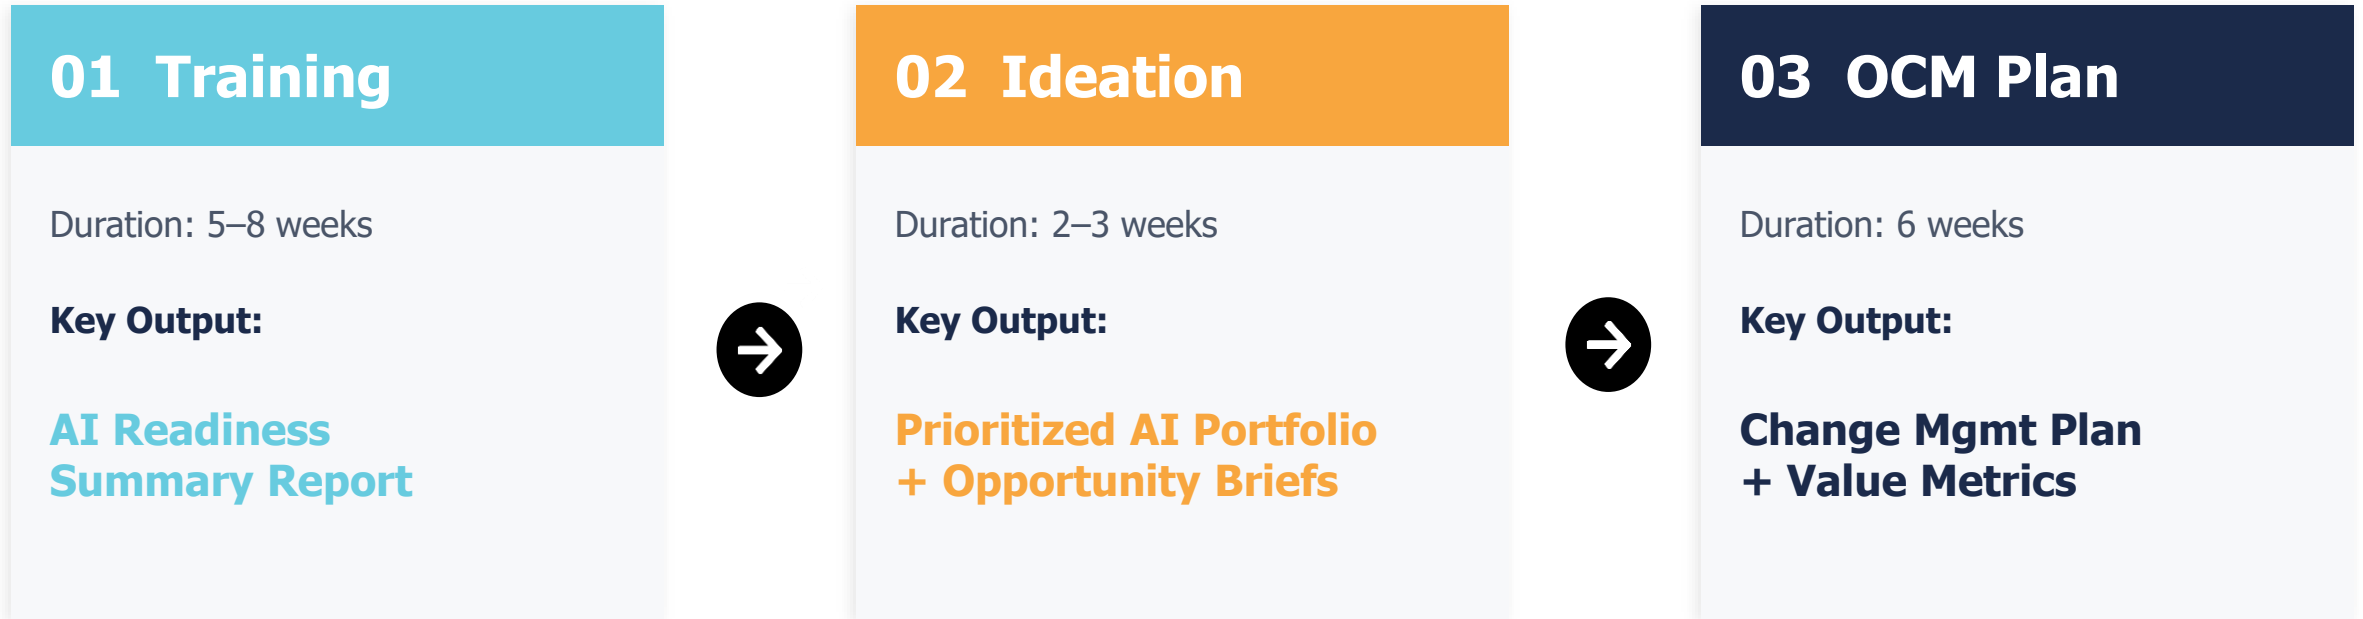 01 Training
Duration: 5–8 weeks
Key Output:
AI Readiness
Summary Report
02 Ideation
Duration: 2–3 weeks
Key Output:
Prioritized AI Portfolio
+ Opportunity Briefs
03 OCM Plan
Duration: 6 weeks
Key Output:
Change Mgmt Plan
+ Value Metrics